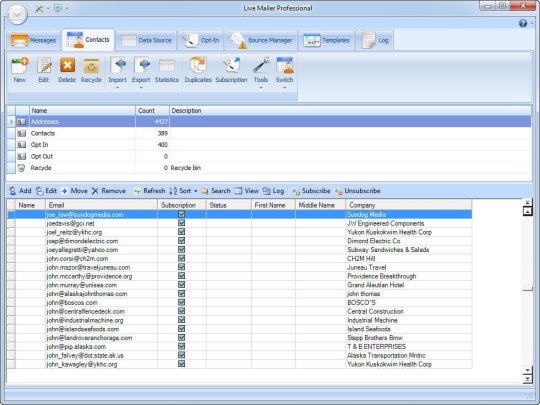 Live Mailer Professional
Messages Contacts Data Source Opt-In Bounce Manager Templates Log
New Edit Delete Recycle Import Export Statistics Duplicates Subscription Tools Switch
Name Count Description
Addresses 4427
Contacts 389
Opt In 400
Opt Out 0
Recycle 0 Recycle bin
Add Edit Move Remove Refresh Sort Search View Log Subscribe Unsubscribe
Name Email Subscription Status First Name Middle Name Company
joe_law@sundogmedia.com Sundog Media
joedavis@gci.net JW Engineered Components
joel_reitz@ykhc.org Yukon Kuskokwim Health Corp
joep@dimondelectric.com Dimond Electric Co
joeyallegretti@yahoo.com Subway Sandwiches & Salads
john.corsi@ch2m.com CH2M Hill
john.mazor@traveljuneau.com Juneau Travel
john.mccarthy@providence.org Providence Breakthrough
john.murray@unisea.com Grand Aleutian Hotel
john@alaskajohnthomas.com john thomas
john@boscos.com BOSCO"S
john@centralfencedeck.com Central Construction
john@industrialmachine.org Industrial Machine
john@islandseafoods.com Island Seafoods
john@landroveranchorage.com Stepp Brothers Bmw
john@pip.alaska.com T & B ENTERPRISES
john_falvey@dot.state.ak.us Alaska Transportation Mntnc
john_kawagley@ykhc.org Yukon Kuskokwim Health Corp